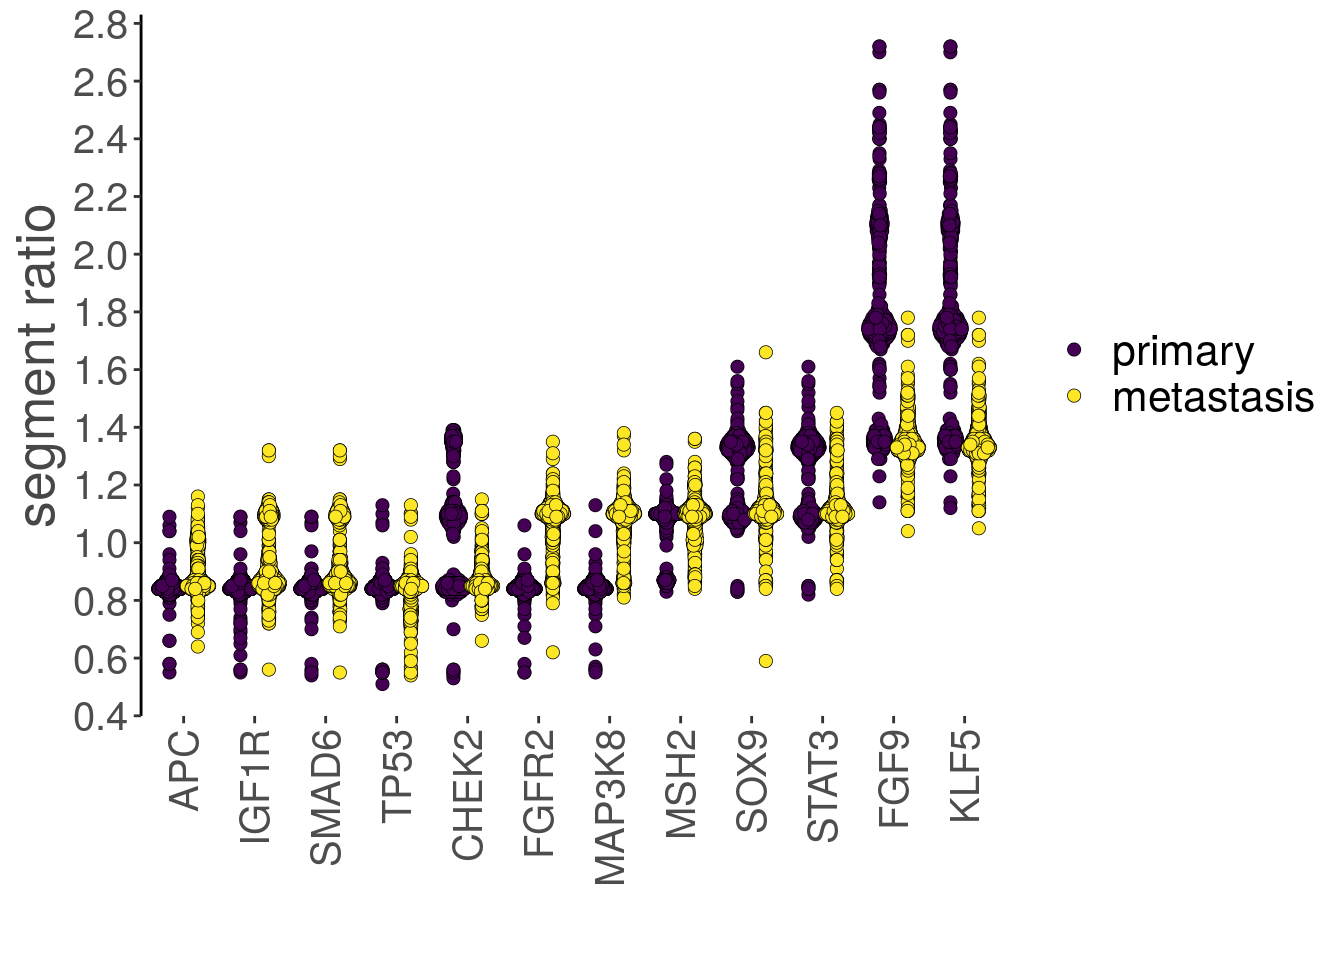 segment ratio
2.8
2.6
2.4
2.2
2.0
1.8
1.6
1.4
1.2
1.0
0.8
0.6
0.4
APC
IGF1R
SMAD6
TP53
CHEK2
FGFR2
MAP3K8
MSH2
SOX9
STAT3
FGF9
KLF5
primary
metastasis